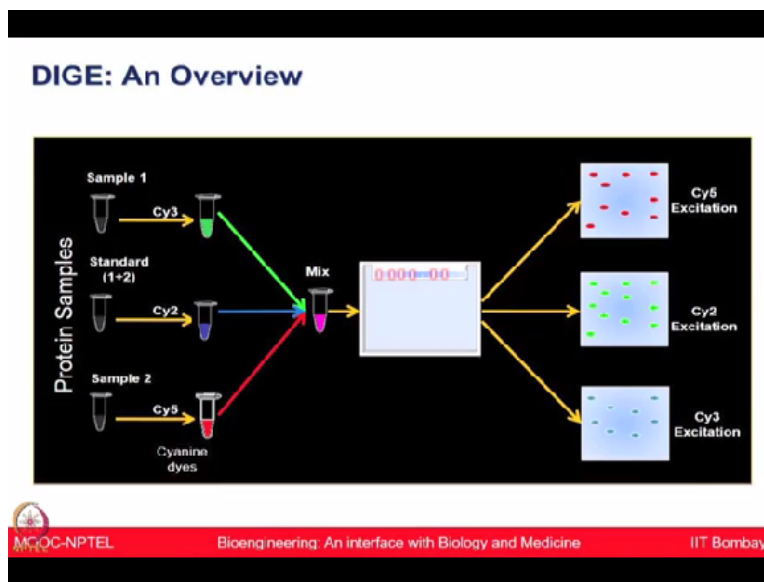 DIGE: An Overview
Protein Samples
Sample 1
Cy3
Standard
(1+2)
Cy2
Sample 2
Cy5
Cyanine
dyes
Mix
Cy5
Excitation
Cy2
Excitation
Cy3
Excitation
NPTEL
MOOC-NPTEL
Bioengineering: An interface with Biology and Medicine
IIT Bombay